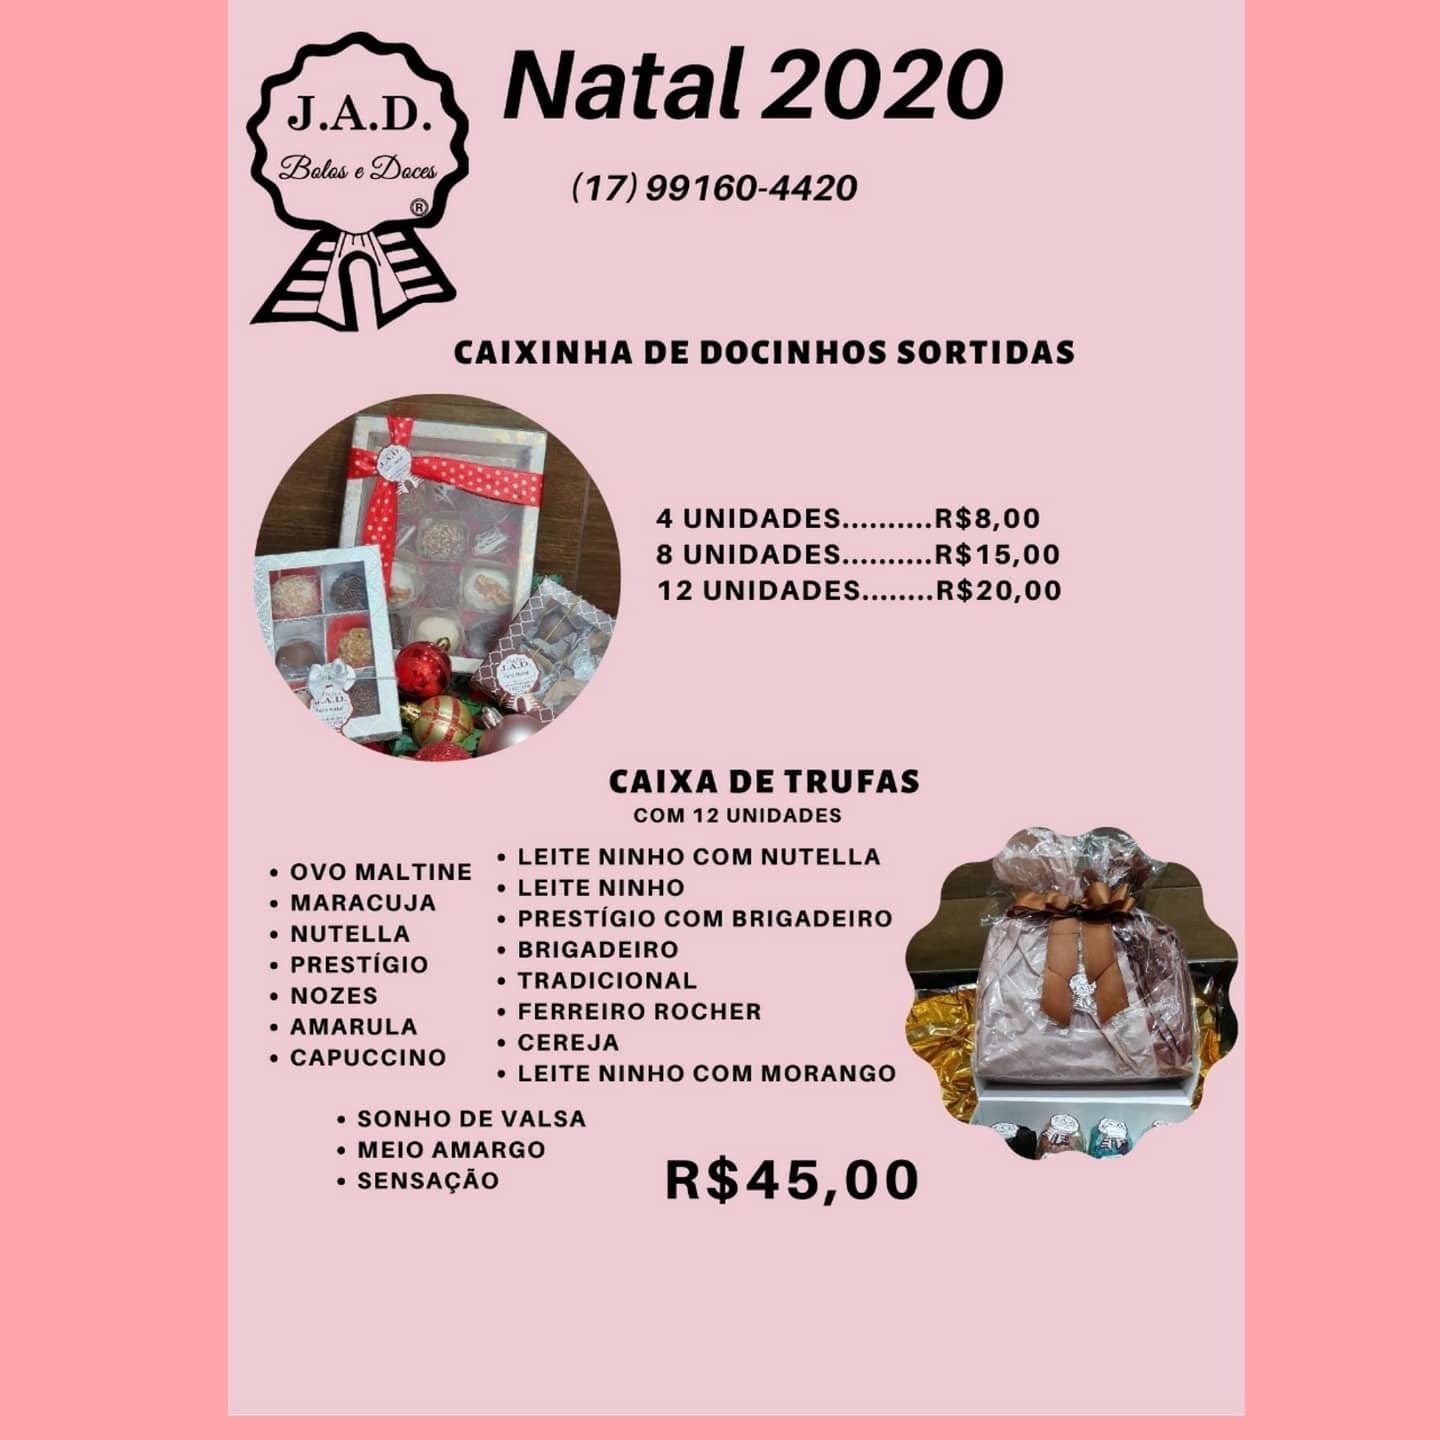 J.A.D.
Bolos e Doces
®
Natal 2020
(17) 99160-4420
CAIXINHA DE DOCINHOS SORTIDAS
J.A.D.
J.A.D.
J.A.D.
4 UNIDADES..........R$8,00
8 UNIDADES..........R$15,00
12 UNIDADES........R$20,00
CAIXA DE TRUFAS
COM 12 UNIDADES
• OVO MALTINE
• MARACUJA
• NUTELLA
• PRESTÍGIO
• NOZES
• AMARULA
• CAPUCCINO
• LEITE NINHO COM NUTELLA
• LEITE NINHO
• PRESTÍGIO COM BRIGADEIRO
• BRIGADEIRO
• TRADICIONAL
• FERREIRO ROCHER
• CEREJA
• LEITE NINHO COM MORANGO
• SONHO DE VALSA
• MEIO AMARGO
• SENSAÇÃO
R$45,00